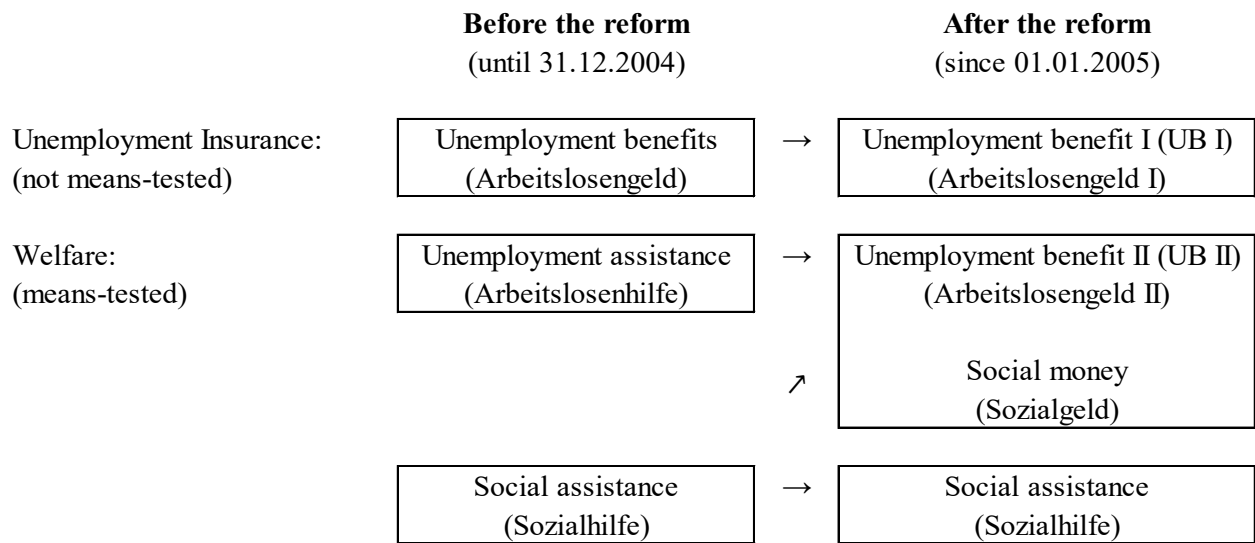 Before the reform
(until 31.12.2004)
After the reform
(since 01.01.2005)
Unemployment Insurance:
(not means-tested)
Unemployment benefits
(Arbeitslosengeld)
→
Unemployment benefit I (UB I)
(Arbeitslosengeld I)
Welfare:
(means-tested)
Unemployment assistance
(Arbeitslosenhilfe)
→
Unemployment benefit II (UB II)
(Arbeitslosengeld II)
↗
Social money
(Sozialgeld)
Social assistance
(Sozialhilfe)
→
Social assistance
(Sozialhilfe)